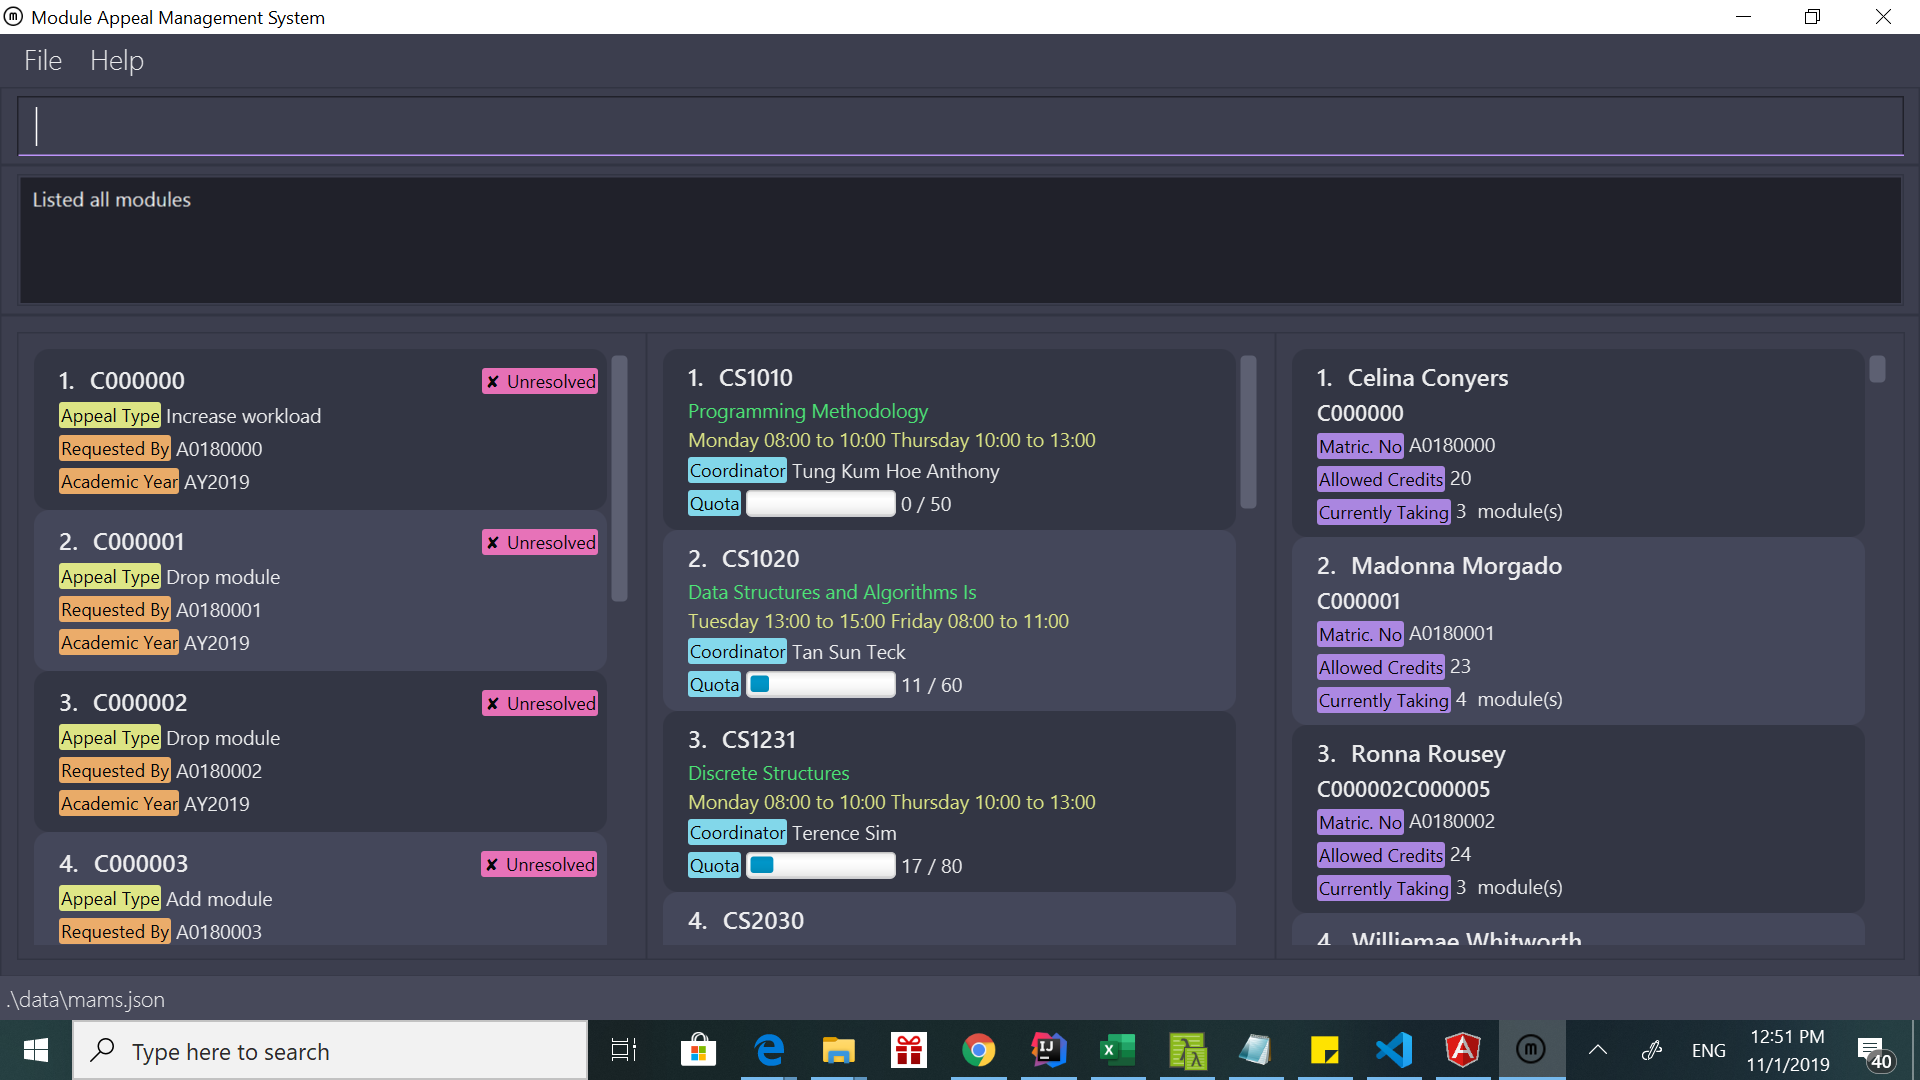 Module Appeal Management System
File Help
Listed all modules
1. C000000
✘ Unresolved
Appeal Type Increase workload
Requested By A0180000
Academic Year AY2019
2. C000001
✘ Unresolved
Appeal Type Drop module
Requested By A0180001
Academic Year AY2019
3. C000002
✘ Unresolved
Appeal Type Drop module
Requested By A0180002
Academic Year AY2019
4. C000003
✘ Unresolved
Appeal Type Add module
Requested By A0180003
1. CS1010
Programming Methodology
Monday 08:00 to 10:00 Thursday 10:00 to 13:00
Coordinator Tung Kum Hoe Anthony
Quota 0 / 50
2. CS1020
Data Structures and Algorithms Is
Tuesday 13:00 to 15:00 Friday 08:00 to 11:00
Coordinator Tan Sun Teck
Quota 11 / 60
3. CS1231
Discrete Structures
Monday 08:00 to 10:00 Thursday 10:00 to 13:00
Coordinator Terence Sim
Quota 17 / 80
4. CS2030
1. Celina Conyers
C000000
Matric. No A0180000
Allowed Credits 20
Currently Taking 3 module(s)
2. Madonna Morgado
C000001
Matric. No A0180001
Allowed Credits 23
Currently Taking 4 module(s)
3. Ronna Rousey
C000002C000005
Matric. No A0180002
Allowed Credits 24
Currently Taking 3 module(s)
4. Williemae Whitworth
.\data\mams.json
Type here to search
ENG
12:51 PM
11/1/2019
40